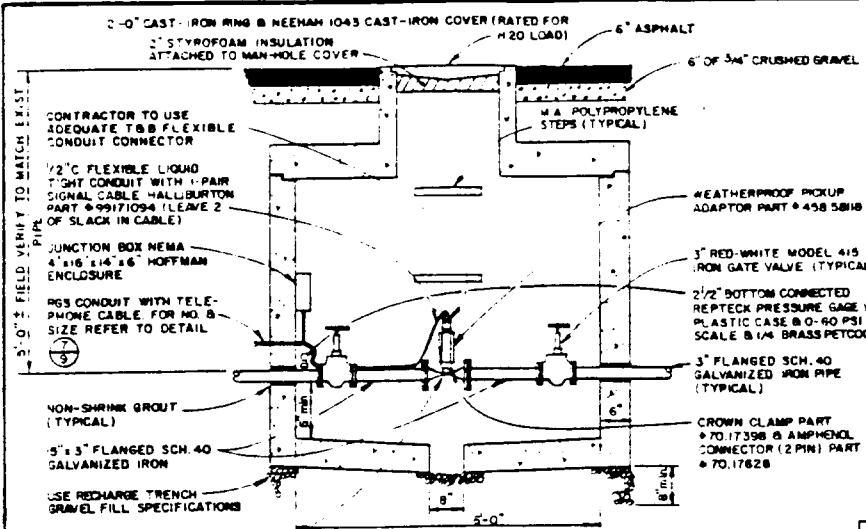 2'-0" CAST-IRON RING & NEEHAH 1043 CAST-IRON COVER (RATED FOR
H20 LOAD)
2" STYROFOAM INSULATION
ATTACHED TO MAN-HOLE COVER
6" ASPHALT
6" OF 3/4" CRUSHED GRAVEL
M.A. POLYPROPYLENE
STEPS (TYPICAL)
5'-0" ± FIELD VERIFY TO MATCH EXIST
PIPE
CONTRACTOR TO USE
ADEQUATE T&B FLEXIBLE
CONDUIT CONNECTOR
1/2"C FLEXIBLE LIQUID
TIGHT CONDUIT WITH 1-PAIR
SIGNAL CABLE HALLIBURTON
PART #99171094 (LEAVE 2
OF SLACK IN CABLE)
JUNCTION BOX NEMA
4"x16"x14"x6" HOFFMAN
ENCLOSURE
RGS CONDUIT WITH TELE-
PHONE CABLE. FOR NO. &
SIZE REFER TO DETAIL
7
9
NON-SHRINK GROUT
(TYPICAL)
5"x3" FLANGED SCH. 40
GALVANIZED IRON
USE RECHARGE TRENCH
GRAVEL FILL SPECIFICATIONS
WEATHERPROOF PICKUP
ADAPTOR PART #458.58118
3" RED-WHITE MODEL 415
IRON GATE VALVE (TYPICAL
2 1/2" BOTTOM CONNECTED
REPTECK PRESSURE GAGE
PLASTIC CASE & 0-60 PSI
SCALE & 1/4 BRASS PETCOC
3" FLANGED SCH. 40
GALVANIZED IRON PIPE
(TYPICAL)
CROWN CLAMP PART
#70.17398 & AMPHENOL
CONNECTOR (2 PIN) PART
#70.17628
6" min
6"
8"
8" min
5'-0"